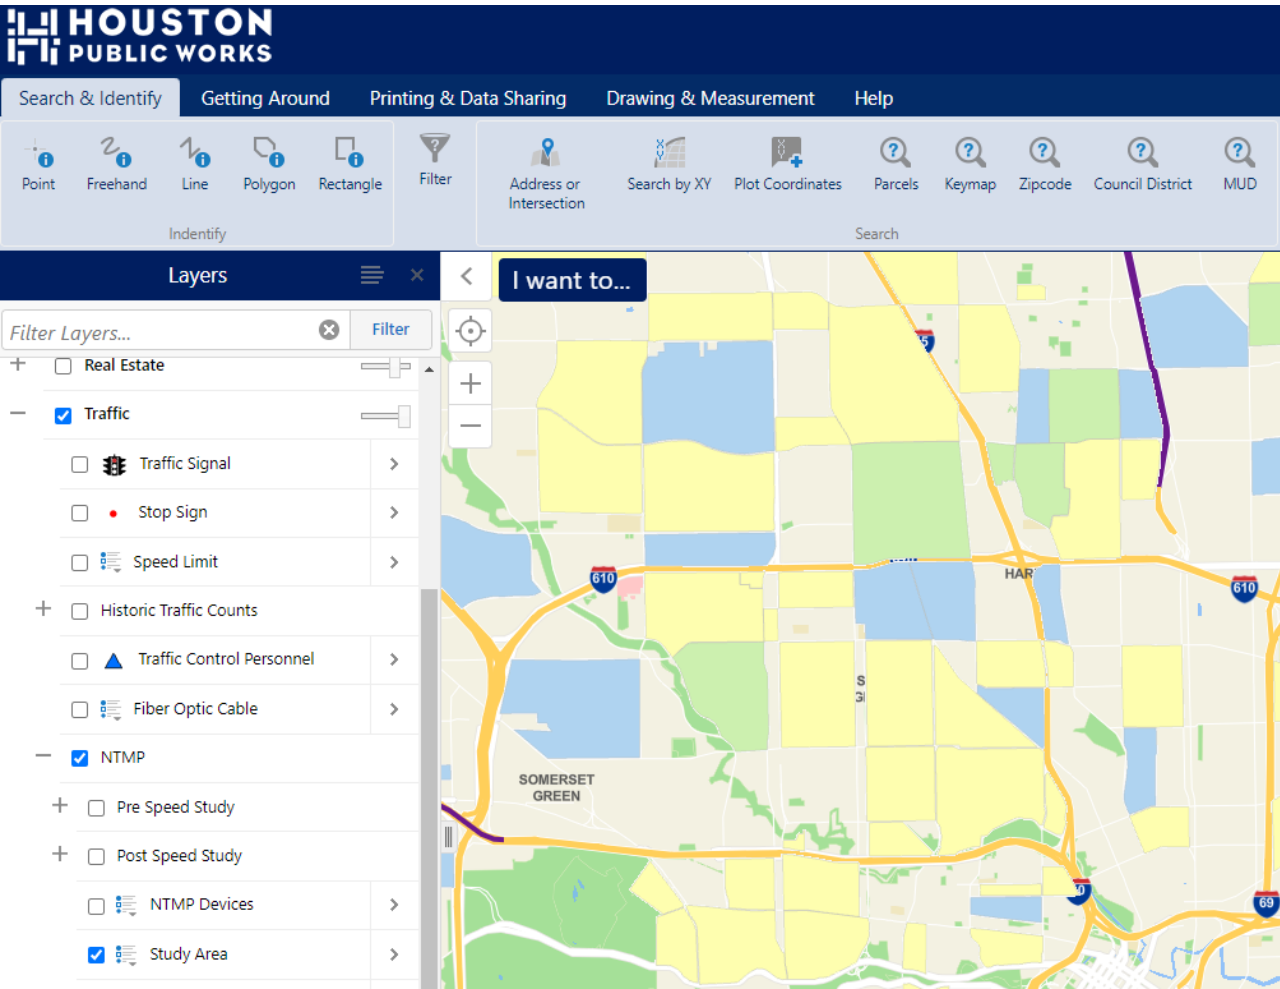 HOUSTON
PUBLIC WORKS
Search & Identify
Getting Around
Printing & Data Sharing
Drawing & Measurement
Help
Point
Freehand
Line
Polygon
Rectangle
Filter
Address or
Intersection
Search by XY
Plot Coordinates
Parcels
Keymap
Zipcode
Council District
MUD
Indentify
Search
Layers
I want to...
Filter Layers...
Filter
Real Estate
Traffic
Traffic Signal
Stop Sign
Speed Limit
Historic Traffic Counts
Traffic Control Personnel
Fiber Optic Cable
NTMP
Pre Speed Study
Post Speed Study
NTMP Devices
Study Area
610
HAR
610
SOMERSET
GREEN
69